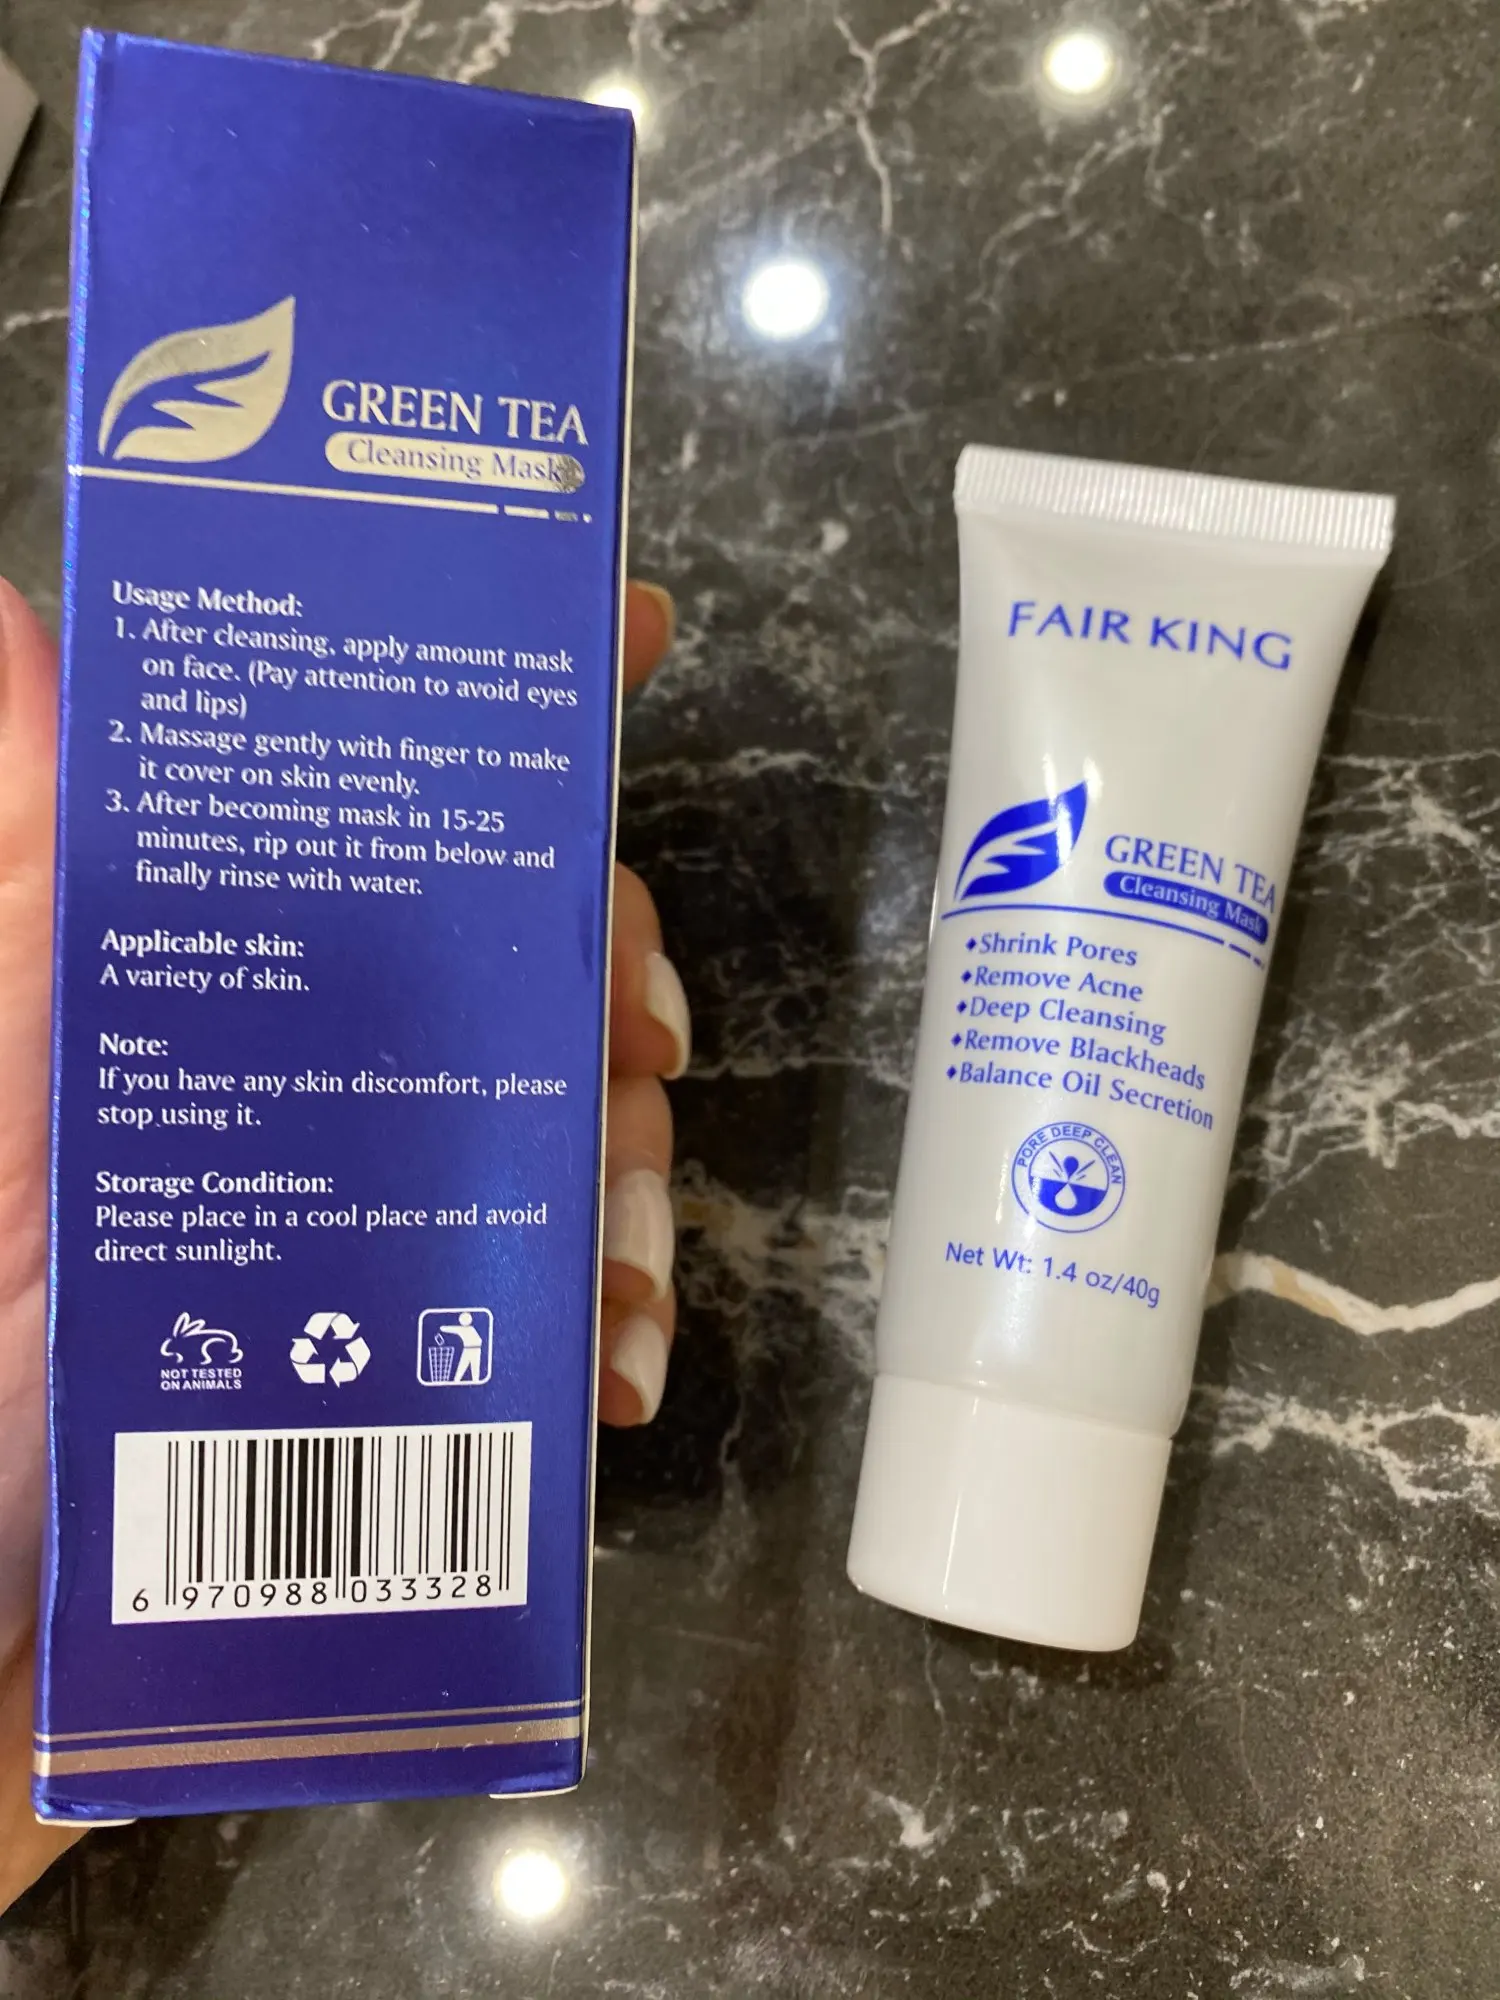 GREEN TEA
Cleansing Mask
Usage Method:
1. After cleansing, apply amount mask
on face. (Pay attention to avoid eyes
and lips)
2. Massage gently with finger to make
it cover on skin evenly.
3. After becoming mask in 15-25
minutes, rip out it from below and
finally rinse with water.
Applicable skin:
A variety of skin.
Note:
If you have any skin discomfort, please
stop using it.
Storage Condition:
Please place in a cool place and avoid
direct sunlight.
NOT TESTED
ON ANIMALS
6 970988 033328
FAIR KING
GREEN TEA
Cleansing Mask
♦Shrink Pores
♦Remove Acne
♦Deep Cleansing
♦Remove Blackheads
♦Balance Oil Secretion
PORE DEEP CLEAN
Net Wt: 1.4 oz/40g